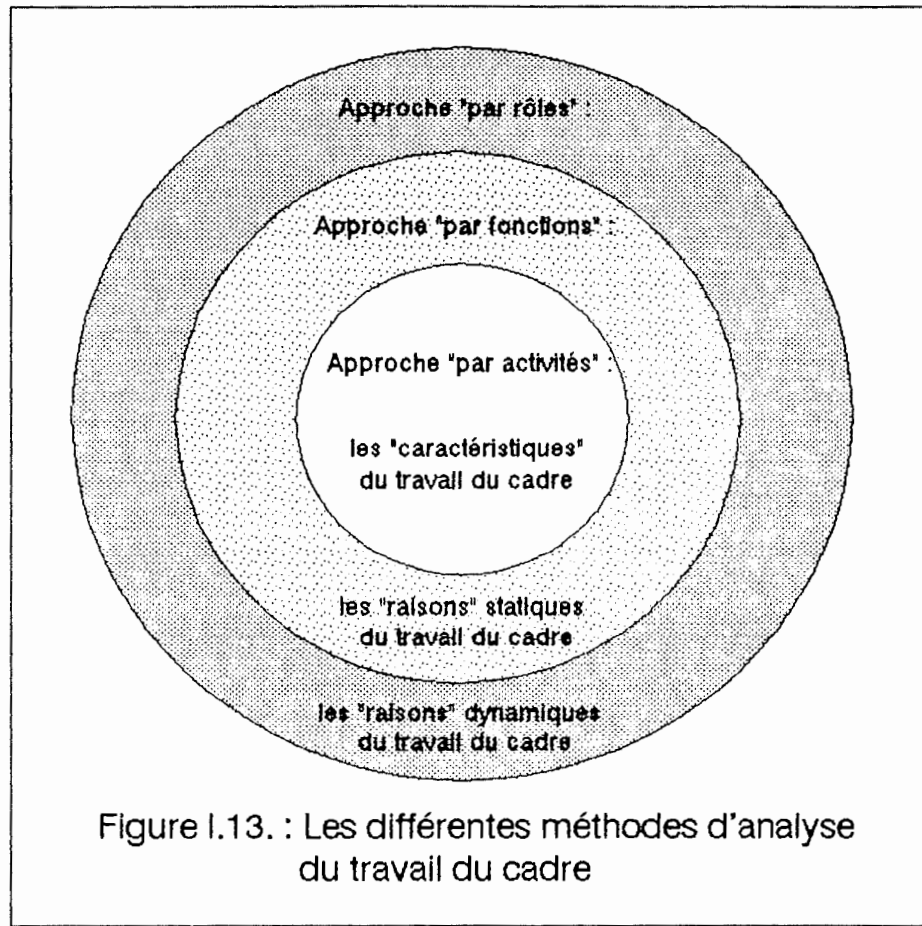 Approche "par rôles" :
Approche "par fonctions" :
Approche "par activités" :
les "caractéristiques"
du travail du cadre
les "raisons" statiques
du travail du cadre
les "raisons" dynamiques
du travail du cadre
Figure I.13. : Les différentes méthodes d'analyse
du travail du cadre